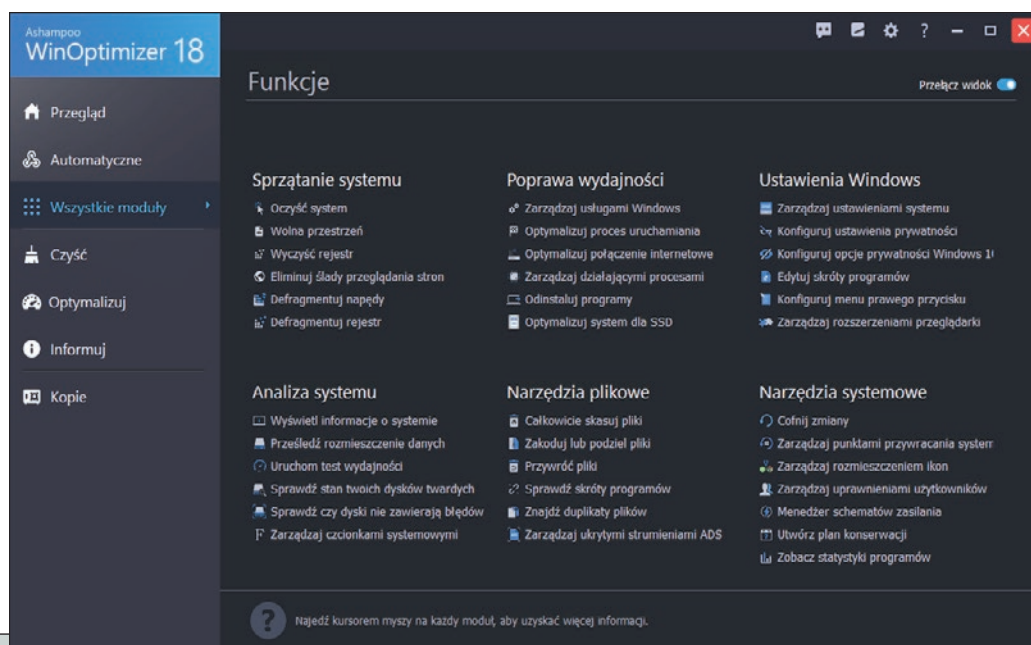 Ashampoo
WinOptimizer 18
Funkcje
Przełącz widok
Przegląd
Automatyczne
Wszystkie moduły
Czyść
Optymalizuj
Informuj
Kopie
Sprzątanie systemu
Oczyść system
Wolna przestrzeń
Wyczyść rejestr
Eliminuj ślady przeglądania stron
Defragmentuj napędy
Defragmentuj rejestr
Poprawa wydajności
Zarządzaj usługami Windows
Optymalizuj proces uruchamiania
Optymalizuj połączenie internetowe
Zarządzaj działającymi procesami
Odinstaluj programy
Optymalizuj system dla SSD
Ustawienia Windows
Zarządzaj ustawieniami systemu
Konfiguruj ustawienia prywatności
Konfiguruj opcje prywatności Windows 1
Edytuj skróty programów
Konfiguruj menu prawego przycisku
Zarządzaj rozszerzeniami przeglądarki
Analiza systemu
Wyświetl informacje o systemie
Prześledź rozmieszczenie danych
Uruchom test wydajności
Sprawdź stan twoich dysków twardych
Sprawdź czy dyski nie zawierają błędów
Zarządzaj czcionkami systemowymi
Narzędzia plikowe
Całkowicie skasuj pliki
Zakoduj lub podziel pliki
Przywróć pliki
Sprawdź skróty programów
Znajdź duplikaty plików
Zarządzaj ukrytymi strumieniami ADS
Narzędzia systemowe
Cofnij zmiany
Zarządzaj punktami przywracania system
Zarządzaj rozmieszczeniem ikon
Zarządzaj uprawnieniami użytkowników
Menedżer schematów zasilania
Utwórz plan konserwacji
Zobacz statystyki programów
Najedź kursorem myszy na każdy moduł, aby uzyskać więcej informacji.